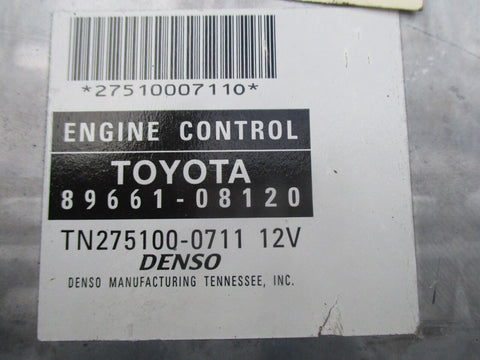 *27510007110*
ENGINE CONTROL
TOYOTA
89661-08120
TN275100-0711 12V
DENSO
DENSO MANUFACTURING TENNESSEE, INC.